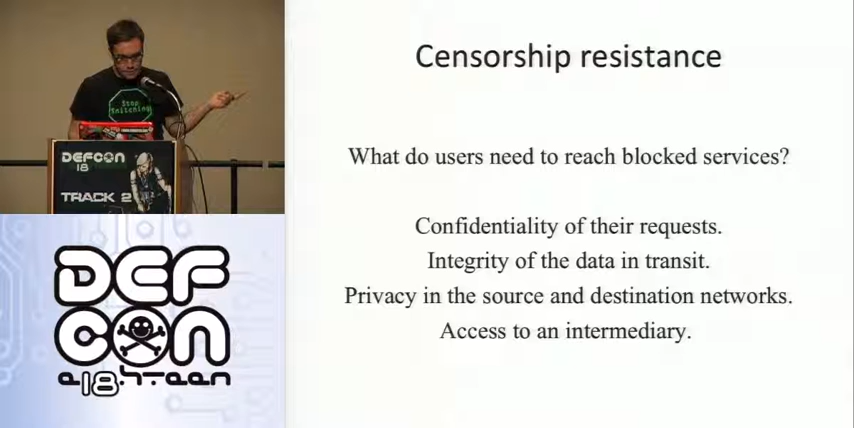 Stop
Snitching
DEFCON
18
TRACK 2
DEF
CON
e18hteen
Censorship resistance
What do users need to reach blocked services?
Confidentiality of their requests.
Integrity of the data in transit.
Privacy in the source and destination networks.
Access to an intermediary.